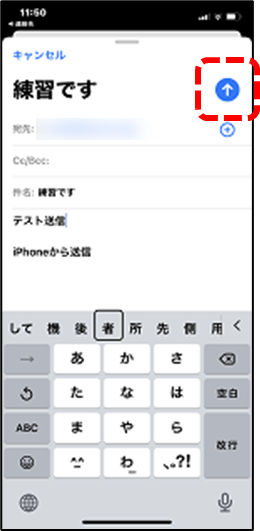 11:50
◀連絡先
キャンセル
練習です
宛先:
Cc/Bcc:
件名: 練習です
テスト送信
iPhoneから送信
して 機 後 者 所 先 側 用
→ あ か さ
た な は 空白
ABC ま や ら 改行
^_^ わ 、。?!